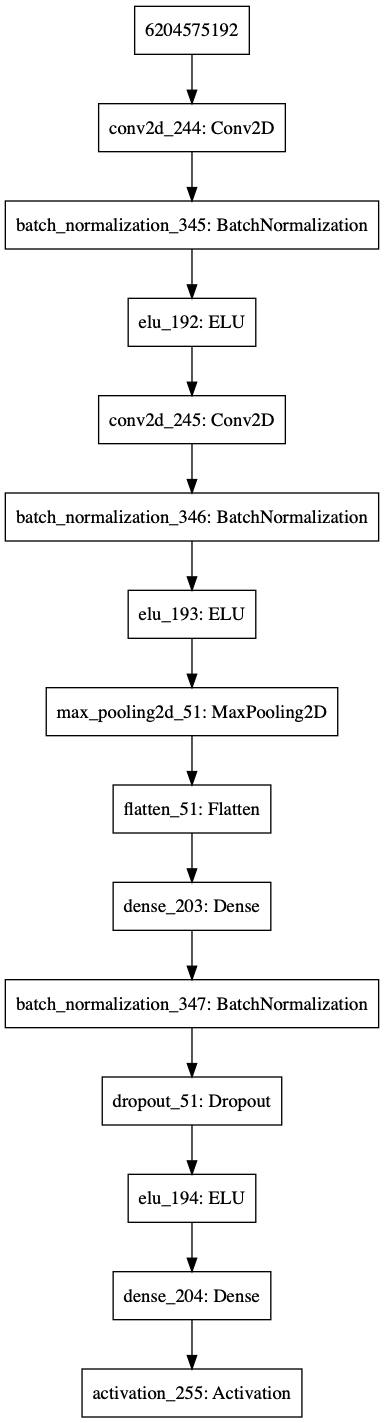 6204575192
conv2d_244: Conv2D
batch_normalization_345: BatchNormalization
elu_192: ELU
conv2d_245: Conv2D
batch_normalization_346: BatchNormalization
elu_193: ELU
max_pooling2d_51: MaxPooling2D
flatten_51: Flatten
dense_203: Dense
batch_normalization_347: BatchNormalization
dropout_51: Dropout
elu_194: ELU
dense_204: Dense
activation_255: Activation